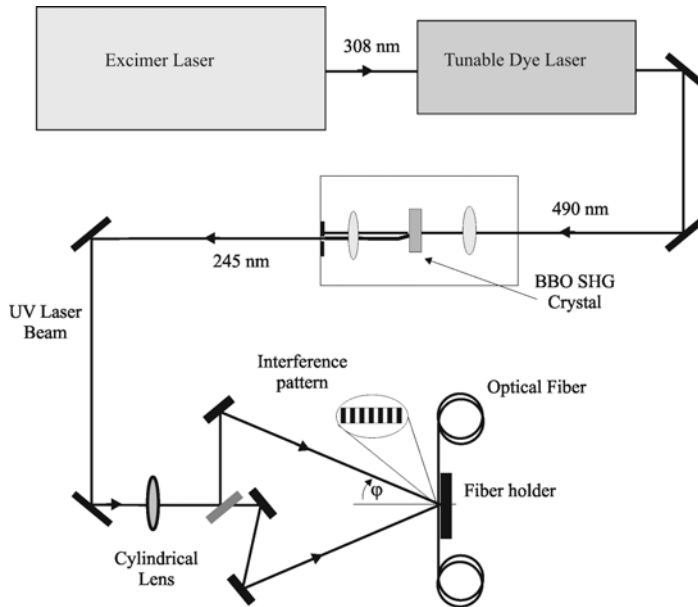 Excimer Laser
308 nm
Tunable Dye Laser
490 nm
245 nm
BBO SHG
Crystal
UV Laser
Beam
Interference
pattern
Optical Fiber
φ
Fiber holder
Cylindrical
Lens